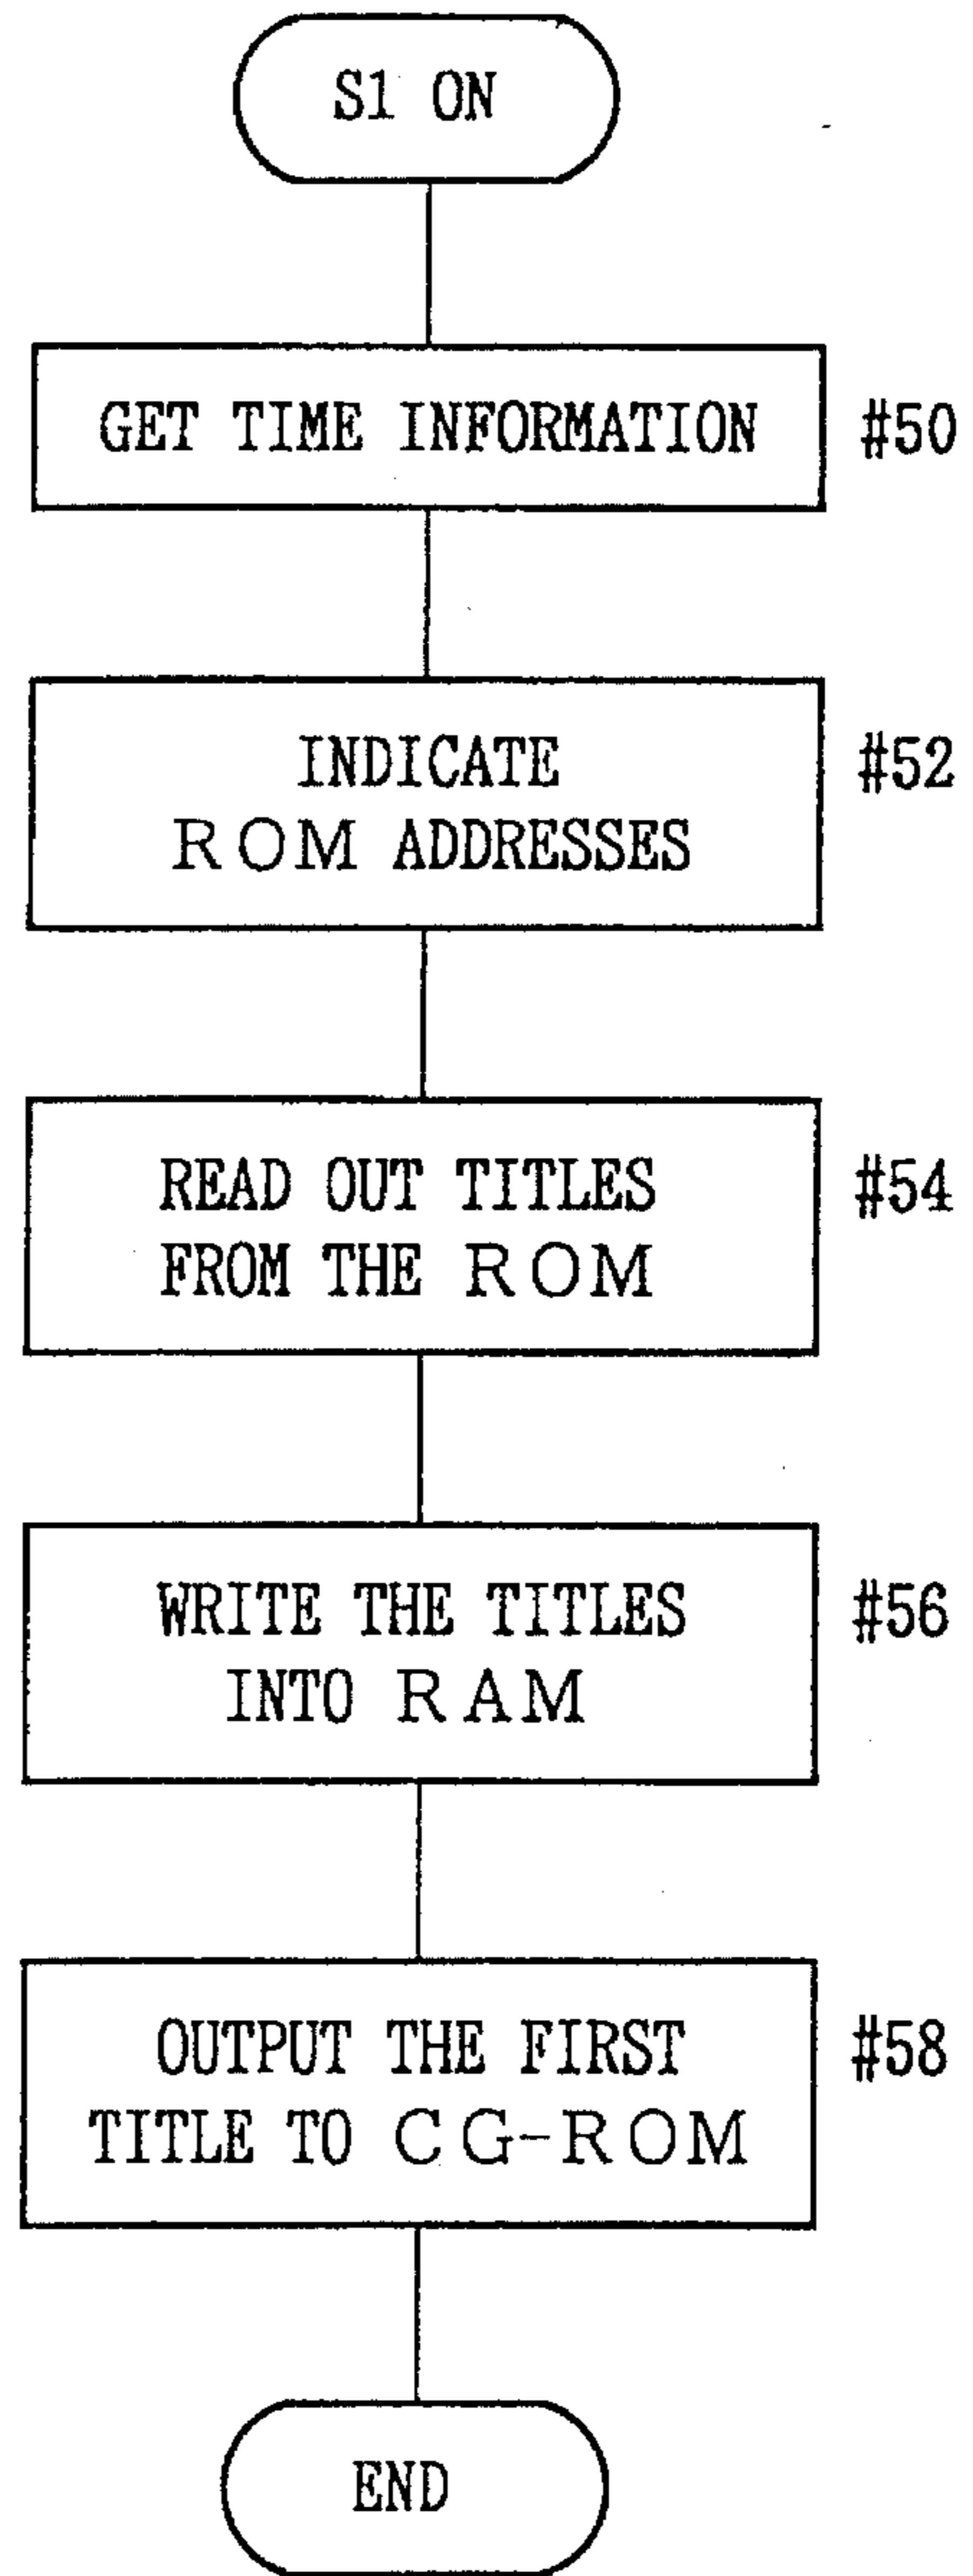 S1 ON
GET TIME INFORMATION #50
INDICATE #52
ROM ADDRESSES
READ OUT TITLES #54
FROM THE ROM
WRITE THE TITLES #56
INTO RAM
OUTPUT THE FIRST #58
TITLE TO CG-ROM
END